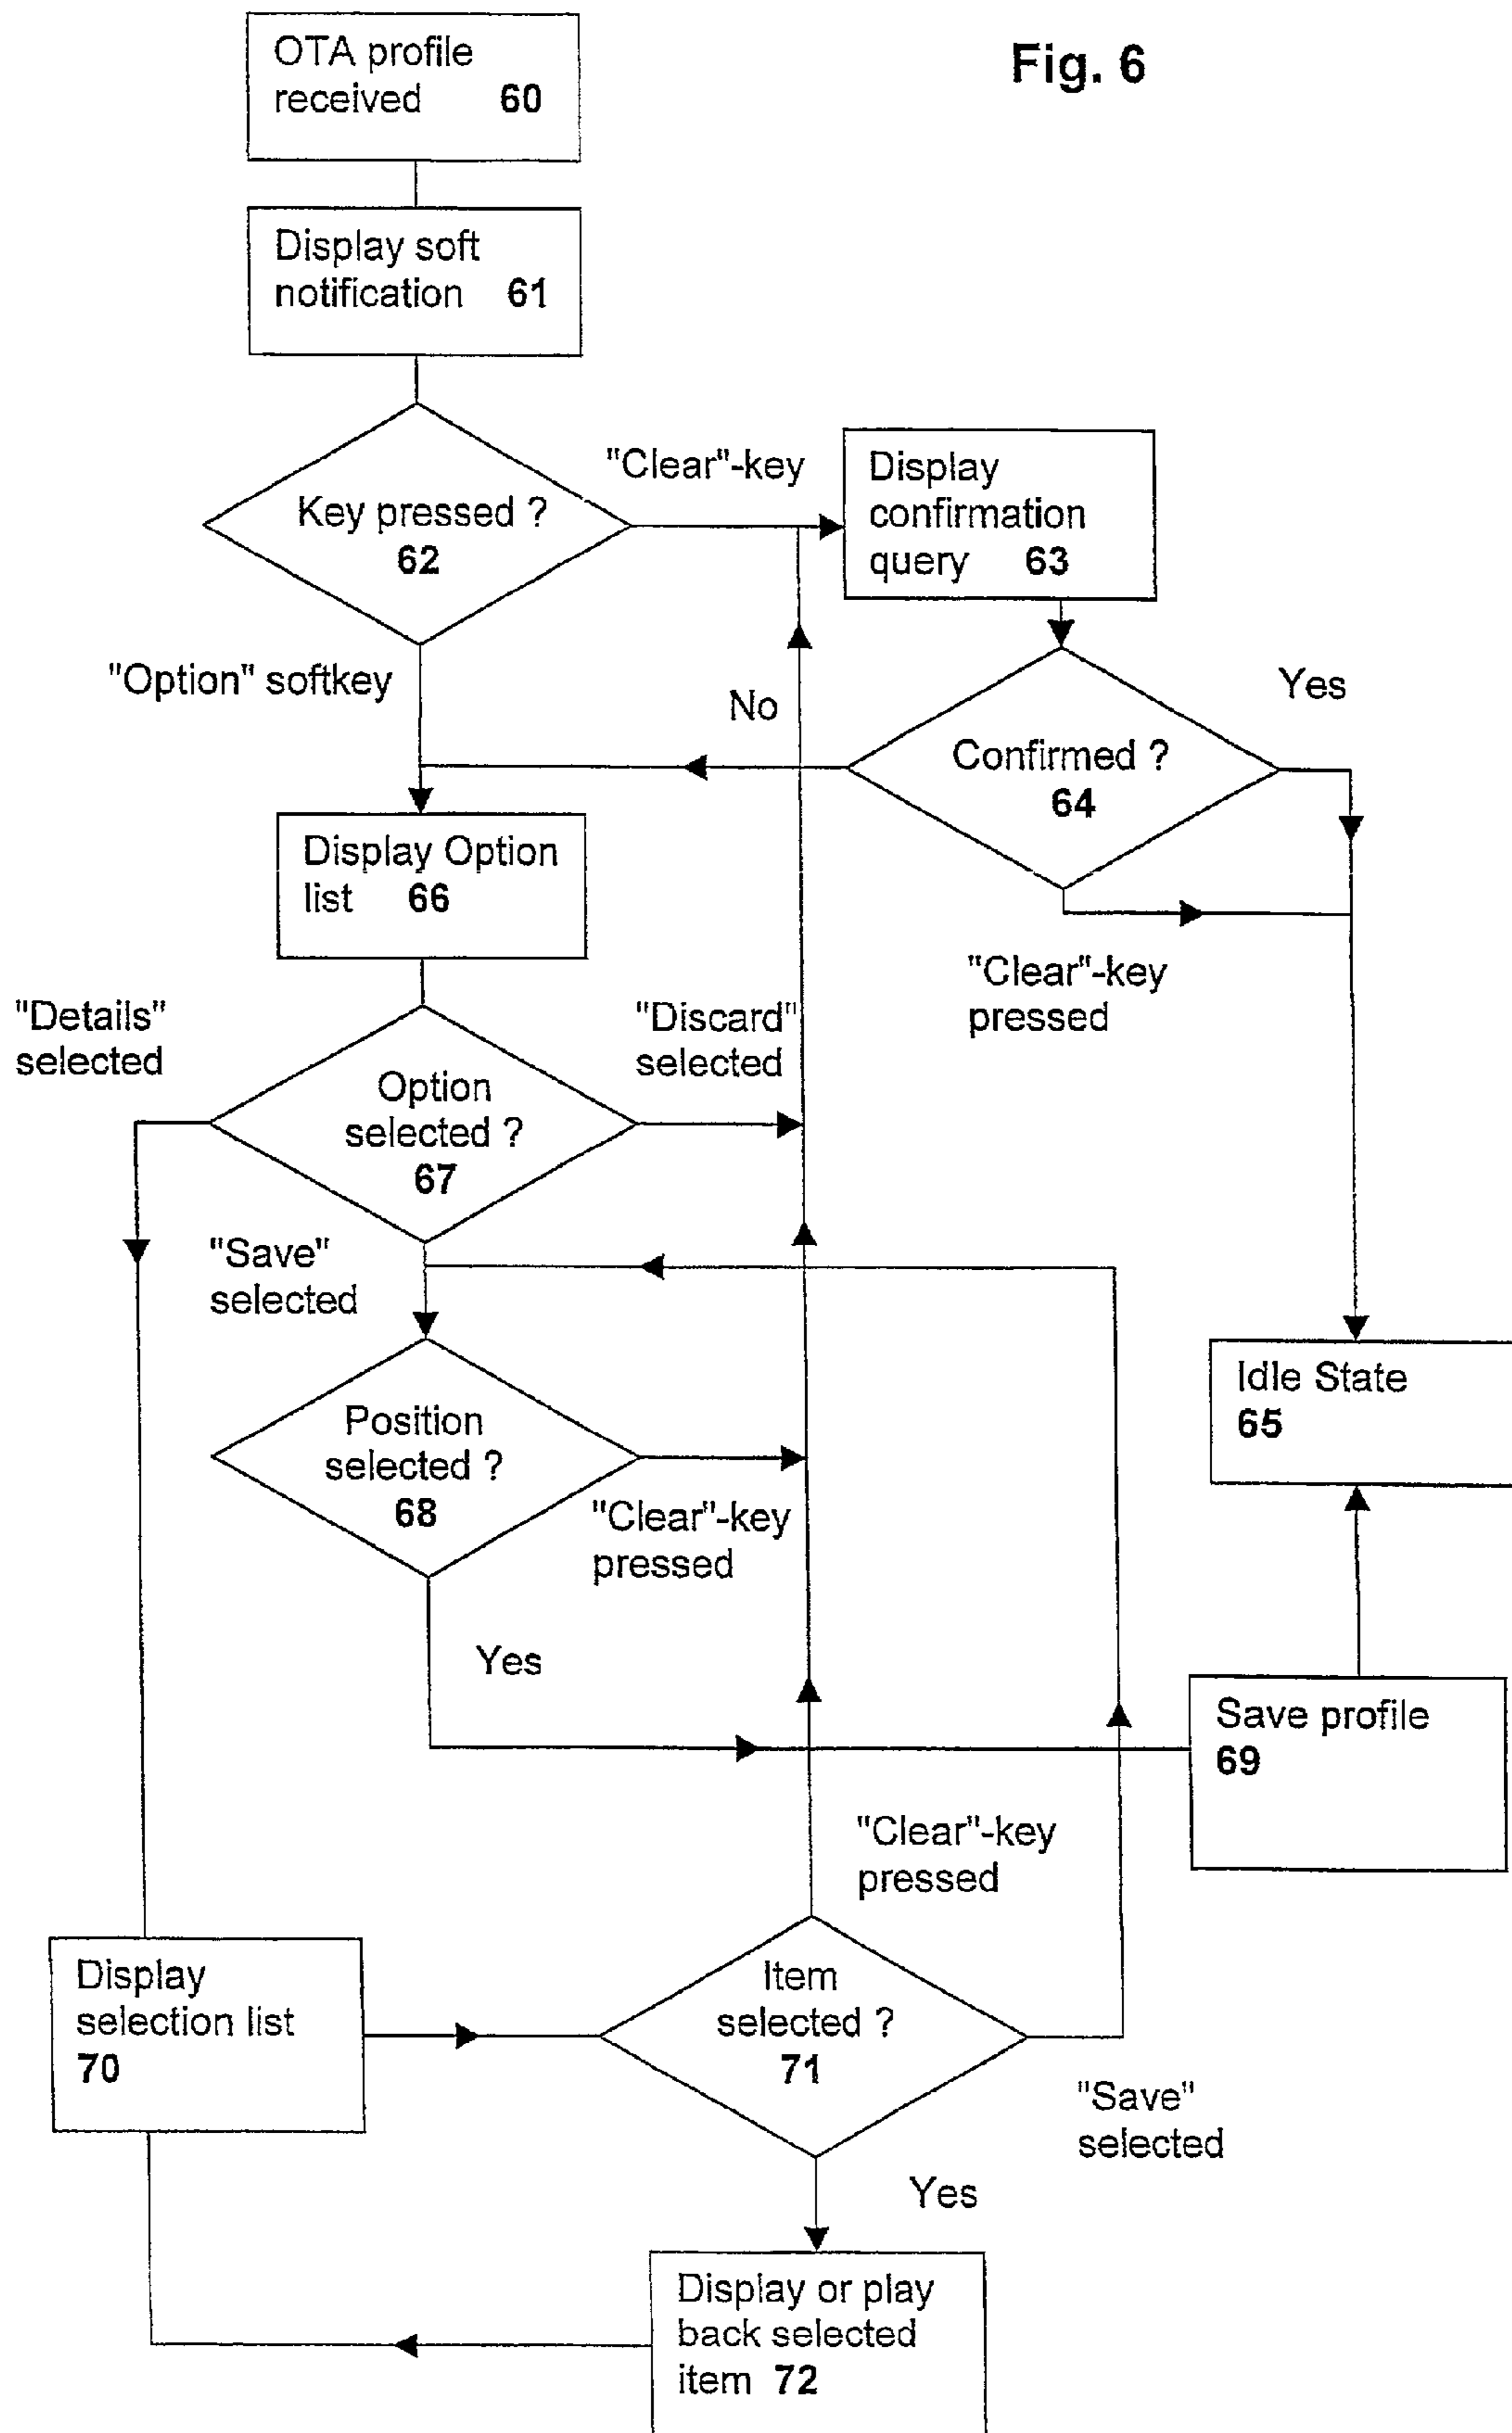 Fig. 6
OTA profile
received 60
Display soft
notification 61
Key pressed ?
62
"Clear"-key
Display
confirmation
query 63
"Option" softkey
No
Confirmed ?
64
Yes
"Clear"-key
pressed
Display Option
list 66
"Details"
selected
Option
selected ?
67
"Discard"
selected
"Save"
selected
Position
selected ?
68
"Clear"-key
pressed
Yes
Idle State
65
Save profile
69
"Clear"-key
pressed
Display
selection list
70
Item
selected ?
71
"Save"
selected
Yes
Display or play
back selected
item 72